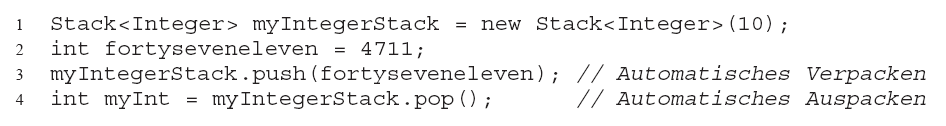 1 Stack<Integer> myIntegerStack = new Stack<Integer>(10);
2 int fortyseveneleven = 4711;
3 myIntegerStack.push(fortyseveneleven); // Automatisches Verpacken
4 int myInt = myIntegerStack.pop(); // Automatisches Auspacken